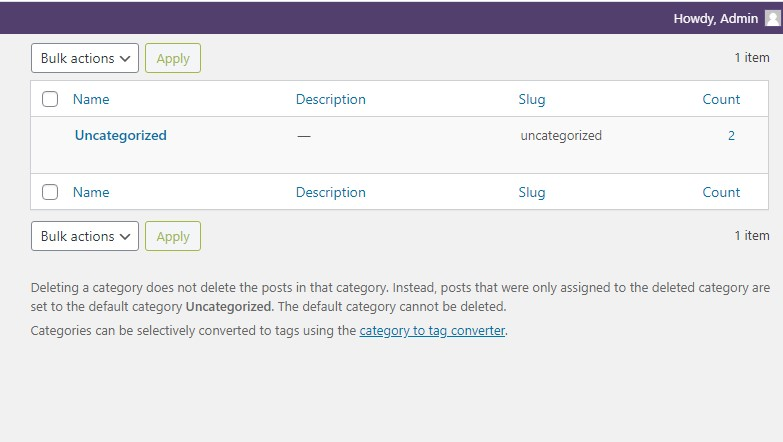 Howdy, Admin
Bulk actions Apply 1 item
Name Description Slug Count
Uncategorized — uncategorized 2
Name Description Slug Count
Bulk actions Apply 1 item
Deleting a category does not delete the posts in that category. Instead, posts that were only assigned to the deleted category are
set to the default category Uncategorized. The default category cannot be deleted.
Categories can be selectively converted to tags using the category to tag converter.